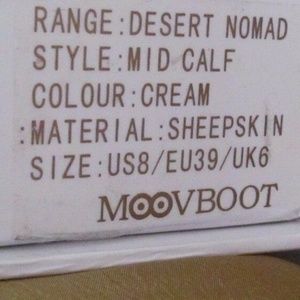 RANGE:DESERT NOMAD
STYLE:MID CALF
COLOUR:CREAM
:MATERIAL:SHEEPSKIN
SIZE:US8/EU39/UK6
MOOVBOOT